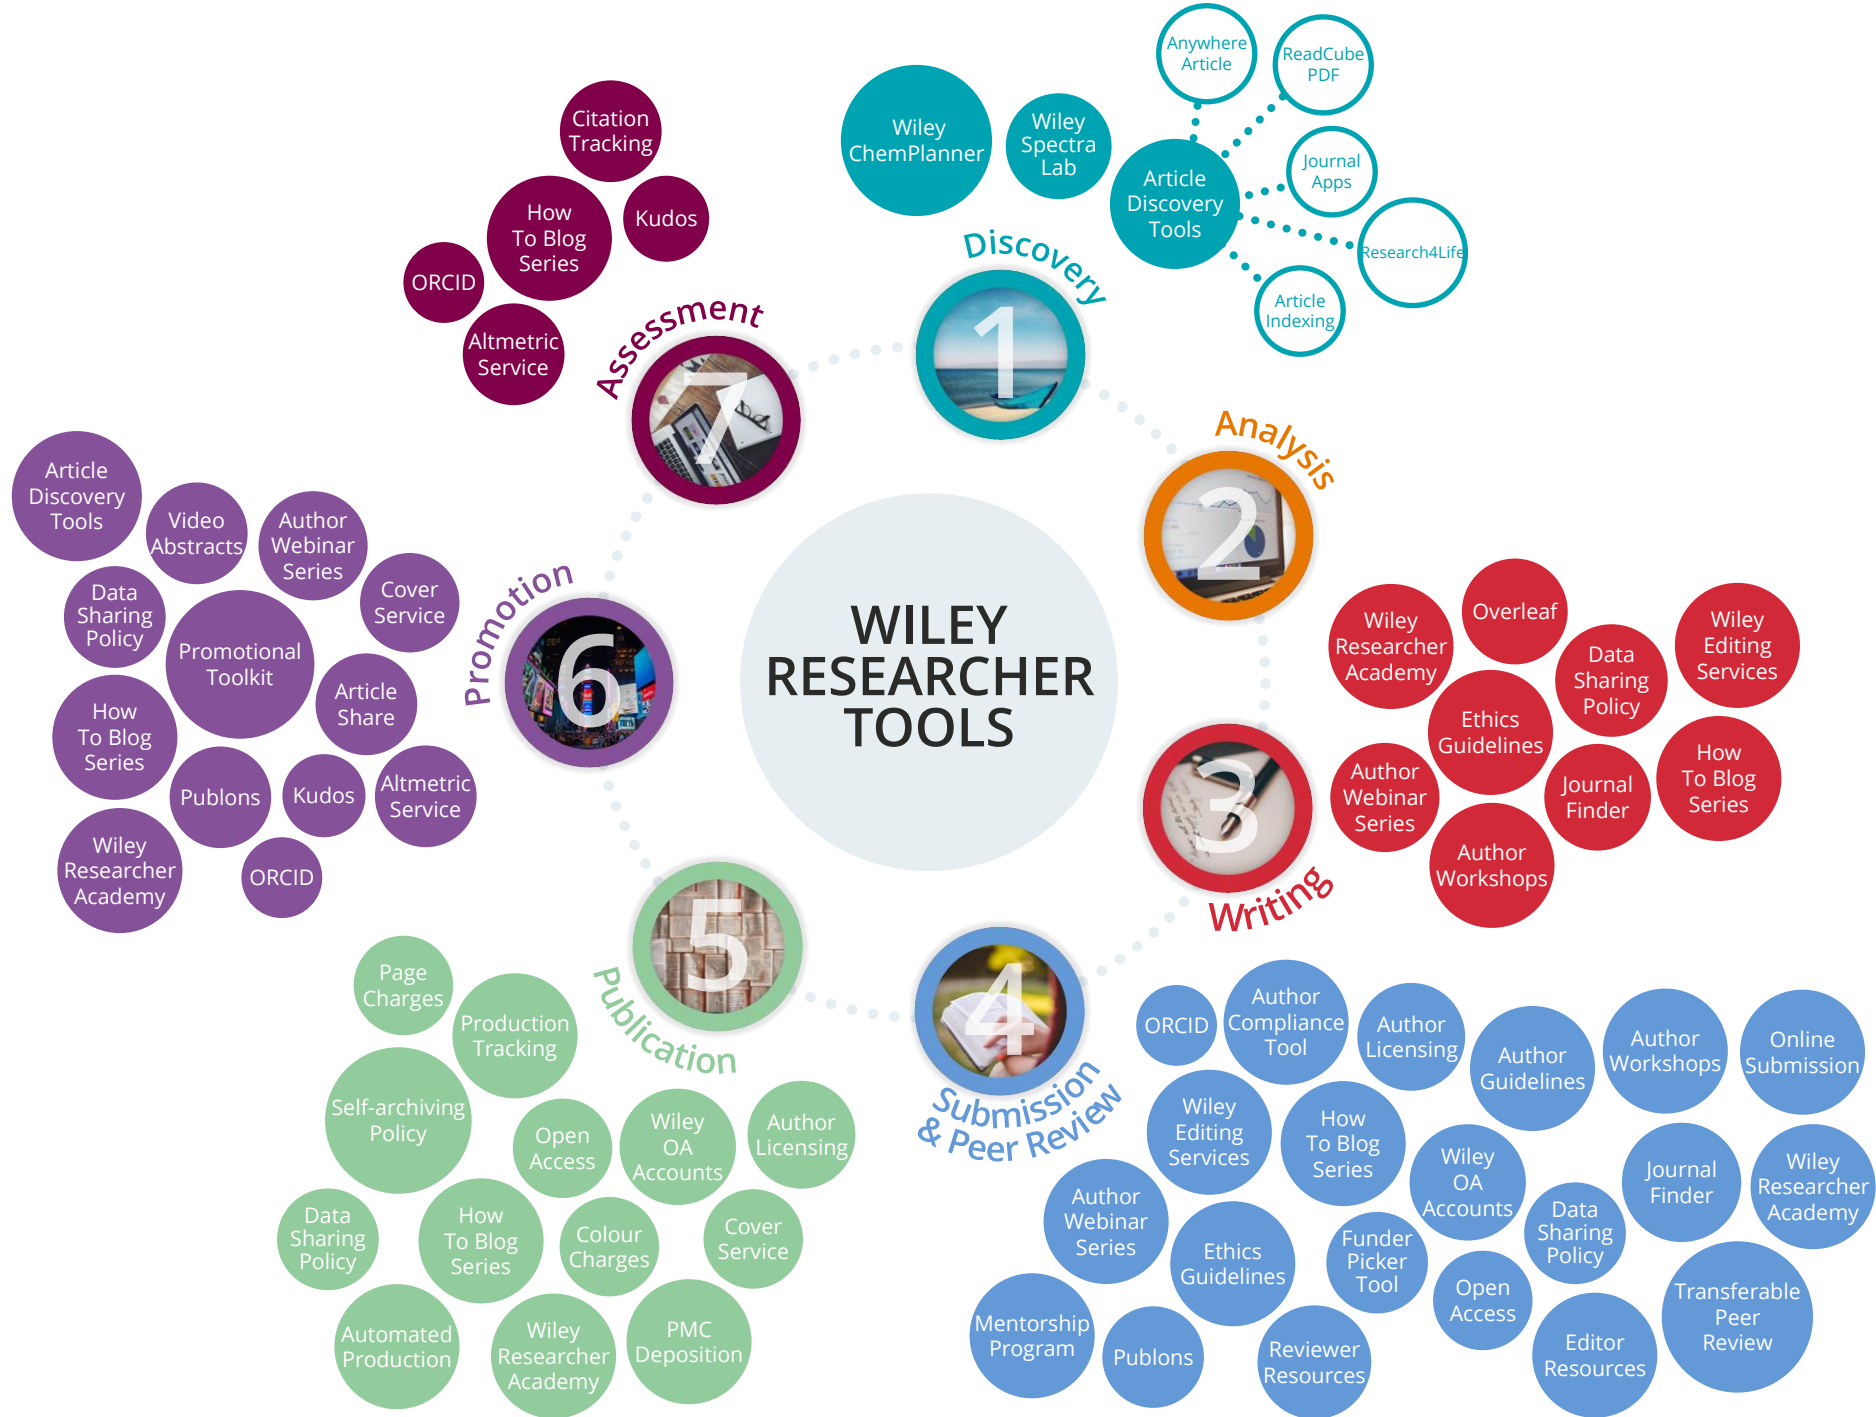 WILEY
RESEARCHER
TOOLS
1
Discovery
Wiley
ChemPlanner
Wiley
Spectra
Lab
Article
Discovery
Tools
Anywhere
Article
ReadCube
PDF
Journal
Apps
Research4Life
Article
Indexing
2
Analysis
3
Writing
Wiley
Researcher
Academy
Overleaf
Data
Sharing
Policy
Wiley
Editing
Services
Ethics
Guidelines
Author
Webinar
Series
Journal
Finder
How
To Blog
Series
Author
Workshops
4
Submission
& Peer Review
ORCID
Author
Compliance
Tool
Author
Licensing
Author
Guidelines
Author
Workshops
Online
Submission
Wiley
Editing
Services
How
To Blog
Series
Wiley
OA
Accounts
Journal
Finder
Wiley
Researcher
Academy
Author
Webinar
Series
Ethics
Guidelines
Funder
Picker
Tool
Data
Sharing
Policy
Open
Access
Transferable
Peer
Review
Mentorship
Program
Publons
Reviewer
Resources
Editor
Resources
5
Publication
Page
Charges
Production
Tracking
Self-archiving
Policy
Open
Access
Wiley
OA
Accounts
Author
Licensing
Data
Sharing
Policy
How
To Blog
Series
Colour
Charges
Cover
Service
Automated
Production
Wiley
Researcher
Academy
PMC
Deposition
6
Promotion
Article
Discovery
Tools
Video
Abstracts
Author
Webinar
Series
Cover
Service
Data
Sharing
Policy
Promotional
Toolkit
Article
Share
How
To Blog
Series
Publons
Kudos
Altmetric
Service
Wiley
Researcher
Academy
ORCID
7
Assessment
Citation
Tracking
How
To Blog
Series
Kudos
ORCID
Altmetric
Service